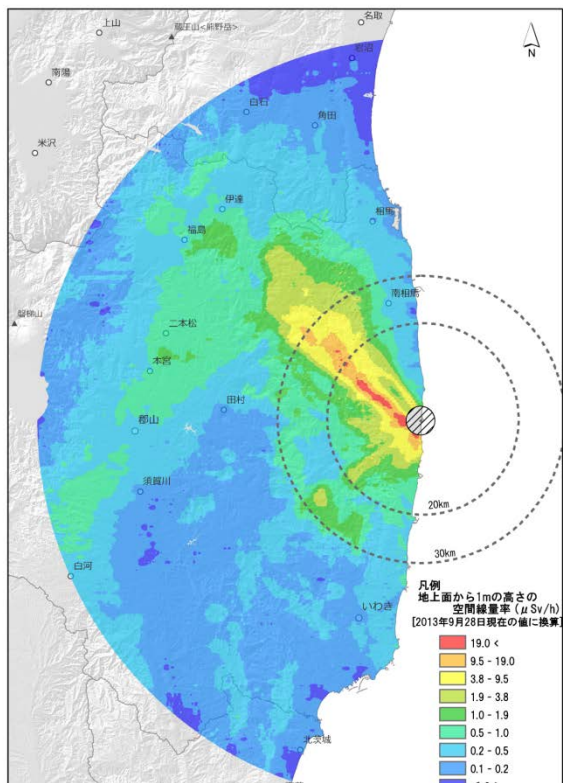 名取
上山
蔵王山<熊野岳>
岩沼
N
南陽
白石
角田
米沢
伊達
相馬
福島
南相馬
磐梯山
二本松
本宮
田村
郡山
須賀川
20km
30km
白河
いわき
北茨城
凡例
地上面から1mの高さの
空間線量率(μSv/h)
[2013年9月28日現在の値に換算]
19.0 <
9.5 - 19.0
3.8 - 9.5
1.9 - 3.8
1.0 - 1.9
0.5 - 1.0
0.2 - 0.5
0.1 - 0.2